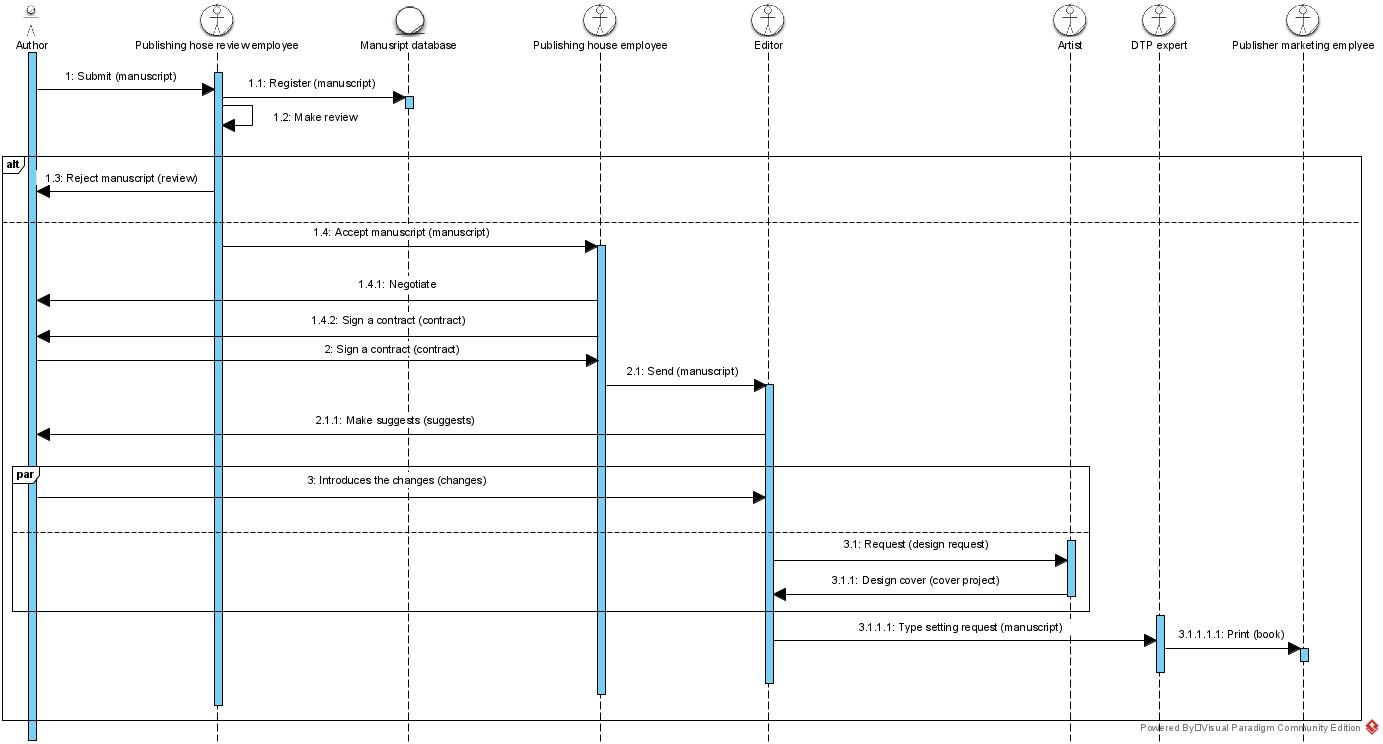 Author
Publishing hose review employee
Manusript database
Publishing house employee
Editor
Artist
DTP expert
Publisher marketing emplyee
1: Submit (manuscript)
1.1: Register (manuscript)
1.2: Make review
alt
1.3: Reject manuscript (review)
1.4: Accept manuscript (manuscript)
1.4.1: Negotiate
1.4.2: Sign a contract (contract)
2: Sign a contract (contract)
2.1: Send (manuscript)
2.1.1: Make suggests (suggests)
par
3: Introduces the changes (changes)
3.1: Request (design request)
3.1.1: Design cover (cover project)
3.1.1.1: Type setting request (manuscript)
3.1.1.1.1: Print (book)
Powered By□Visual Paradigm Community Edition